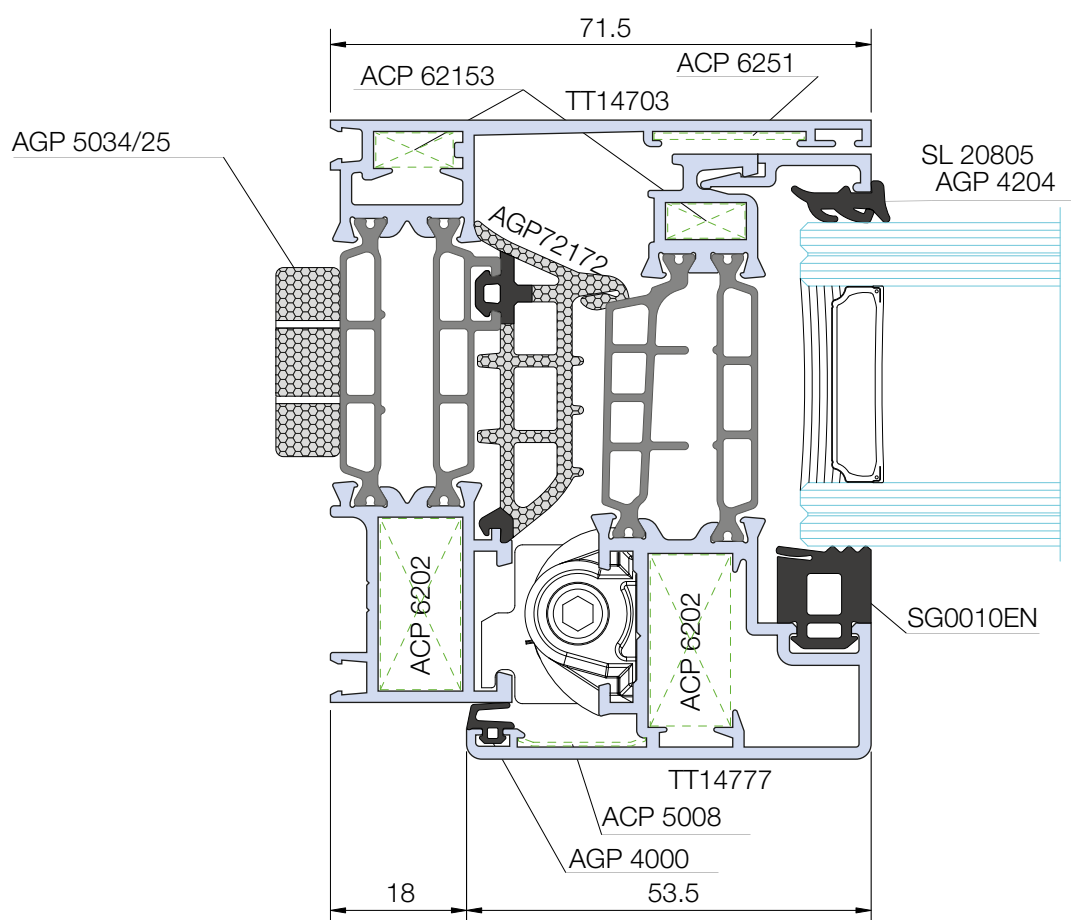 71.5
ACP 62153
ACP 6251
TT14703
AGP 5034/25
SL 20805
AGP 4204
AGP72172
ACP 6202
ACP 6202
SG0010EN
TT14777
ACP 5008
AGP 4000
18
53.5